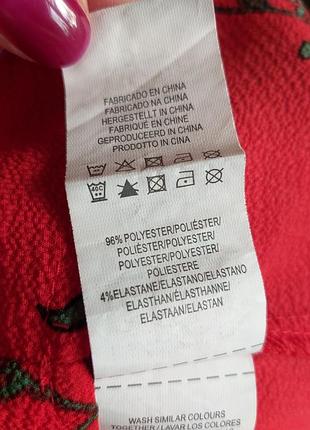 FABRICADO EN CHINA
FABRICADO NA CHINA
HERGESTELLT IN CHINA
FABRIQUÉ EN CHINE
GEPRODUCEERD IN CHINA
PRODOTTO IN CINA
40C
96% POLYESTER/POLIÉSTER/
POLIÉSTER/POLYESTER/
POLYESTER/POLYESTER/
POLIESTERE
4%ELASTANE/ELASTANO/ELASTANO
ELASTHAN/ÉLASTHANNE/
ELASTAAN/ELASTAN
WASH SIMILAR COLOURS
TOGETHER/LAVAR LOS COLORES